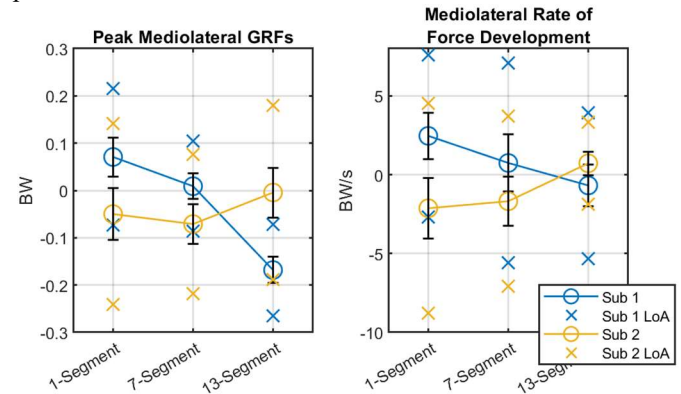 Peak Mediolateral GRFs
0.3
0.2
0.1
0
-0.1
-0.2
-0.3
BW
1-Segment
7-Segment
13-Segment
Mediolateral Rate of
Force Development
5
0
-5
-10
BW/s
1-Segment
7-Segment
Sub 1
Sub 1 LoA
Sub 2
Sub 2 LoA